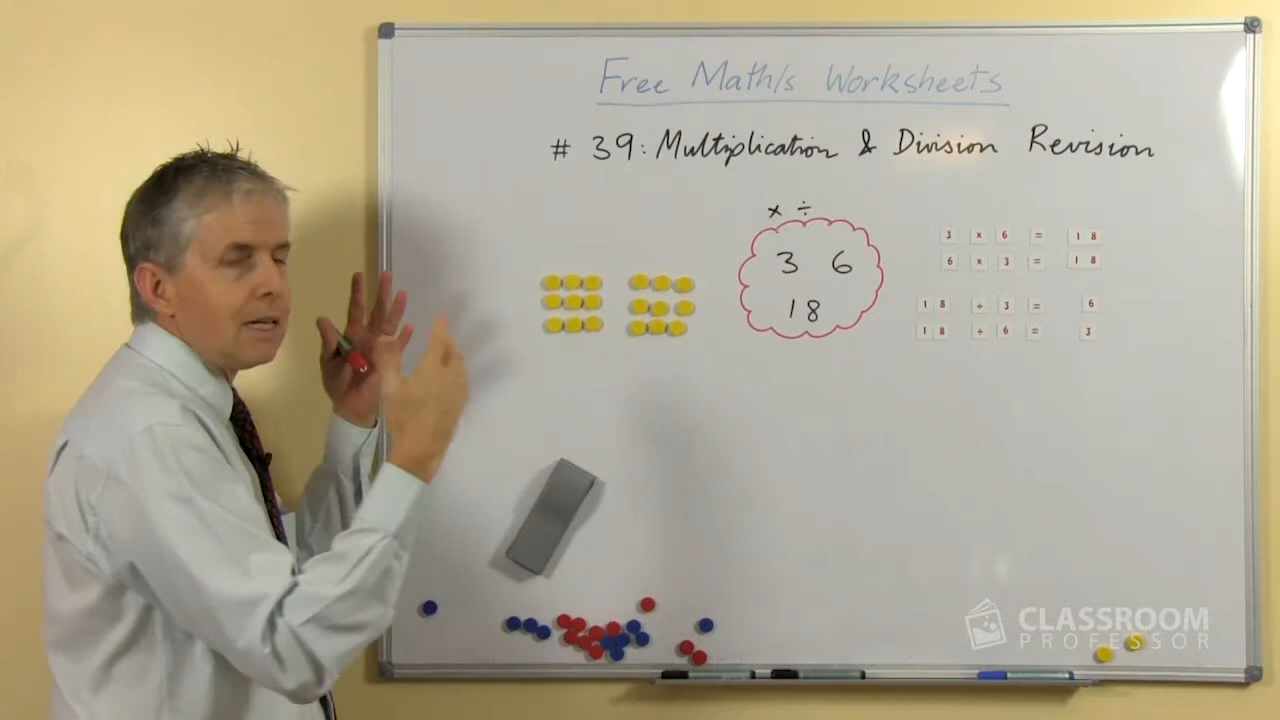 Free Math/s Worksheets
# 39: Multiplication & Division Revision
× ÷
3 6
18
3 × 6 = 18
6 × 3 = 18
18 ÷ 3 = 6
18 ÷ 6 = 3
CLASSROOM
PROFESSOR